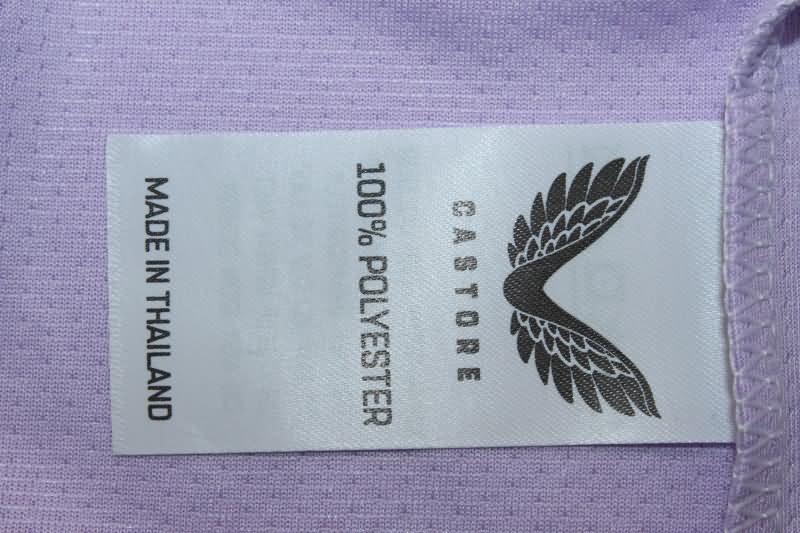 CASTORE
100% POLYESTER
MADE IN THAILAND